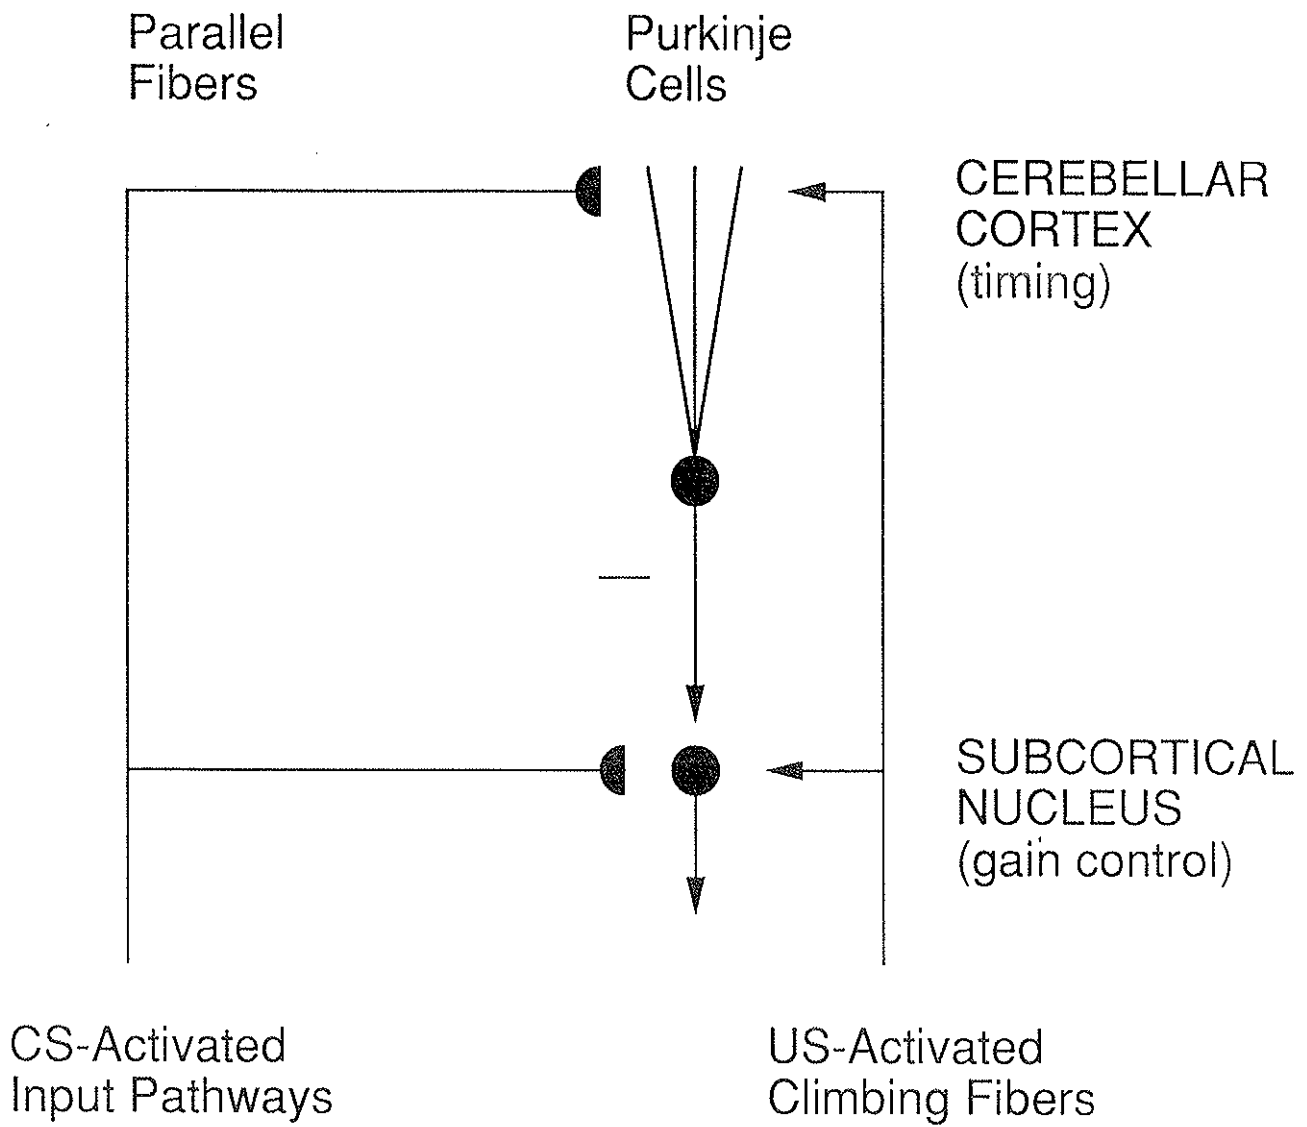 Parallel
Fibers
Purkinje
Cells
CEREBELLAR
CORTEX
(timing)
SUBCORTICAL
NUCLEUS
(gain control)
CS-Activated
Input Pathways
US-Activated
Climbing Fibers